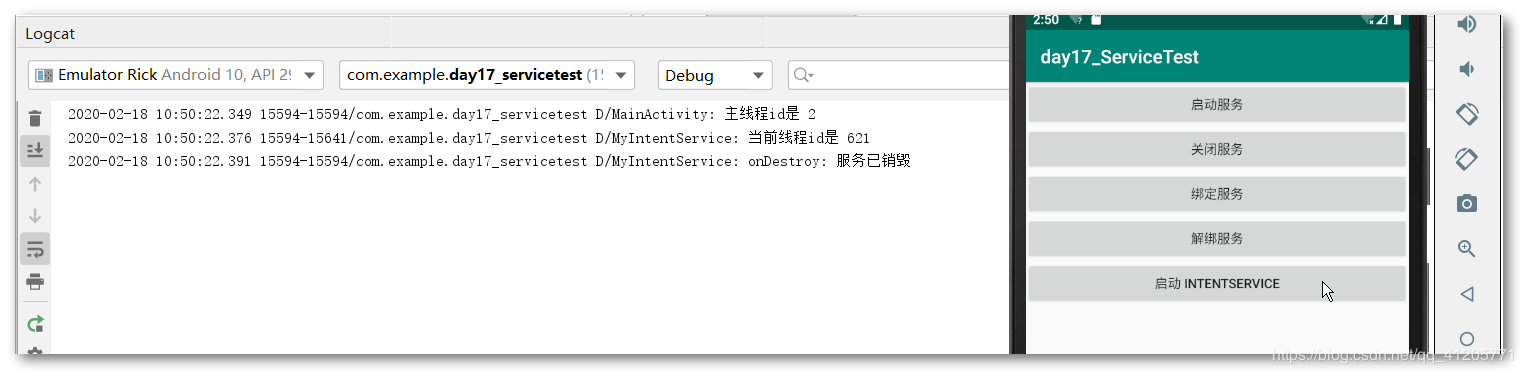 Logcat
Emulator Rick Android 10, API 29
com.example.day17_servicetest (15
Debug
2020-02-18 10:50:22.349 15594-15594/com.example.day17_servicetest D/MainActivity: 主线程id是 2
2020-02-18 10:50:22.376 15594-15641/com.example.day17_servicetest D/MyIntentService: 当前线程id是 621
2020-02-18 10:50:22.391 15594-15594/com.example.day17_servicetest D/MyIntentService: onDestroy: 服务已销毁
2:50
day17_ServiceTest
启动服务
关闭服务
绑定服务
解绑服务
启动 INTENTSERVICE
https://blog.csdn.net/qq_41205771